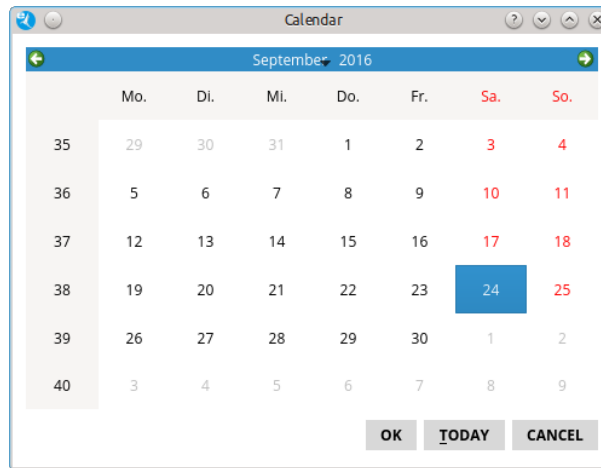 Calendar
September 2016
Mo. Di. Mi. Do. Fr. Sa. So.
35 29 30 31 1 2 3 4
36 5 6 7 8 9 10 11
37 12 13 14 15 16 17 18
38 19 20 21 22 23 24 25
39 26 27 28 29 30 1 2
40 3 4 5 6 7 8 9
OK TODAY CANCEL